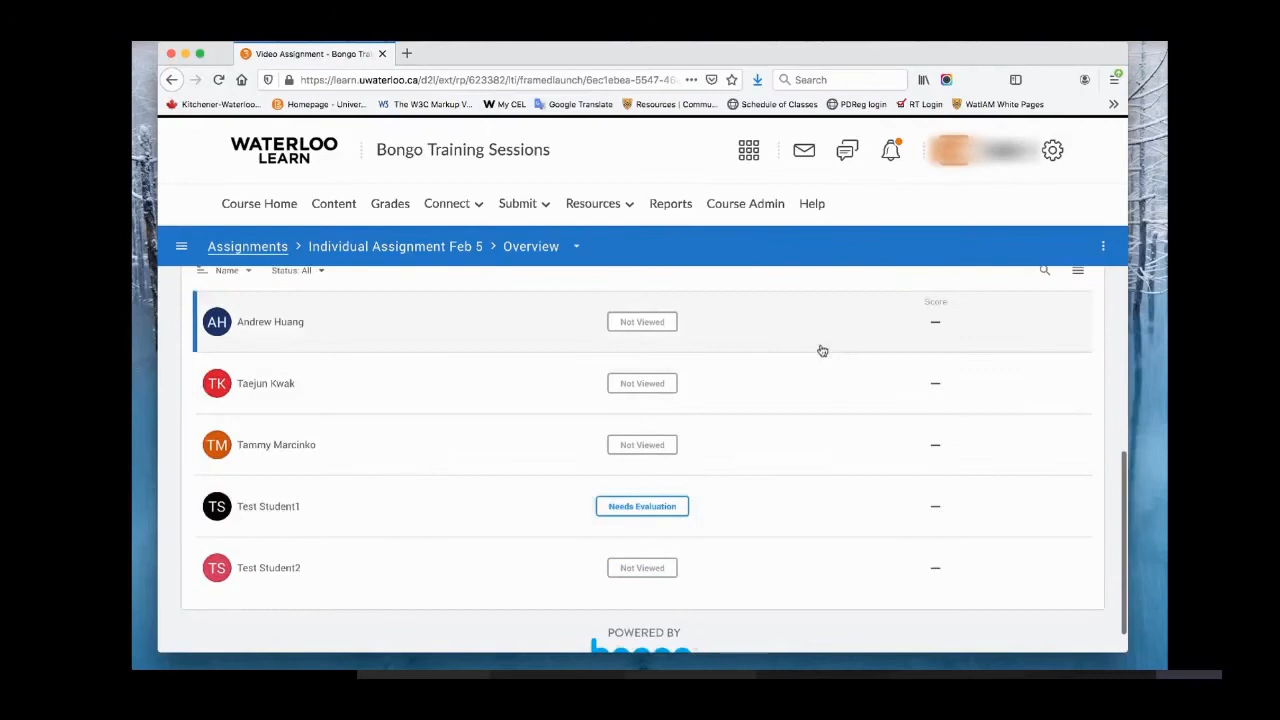 Video Assignment - Bongo Trai
https://learn.uwaterloo.ca/d2l/ext/rp/623382/lti/framedlaunch/6ec1ebea-5547-46
Search
Kitchener-Waterloo...
Homepage - Univer...
W3 The W3C Markup V...
W My CEL
Google Translate
Resources | Commu...
Schedule of Classes
PDReg login
RT Login
WatIAM White Pages
WATERLOO
LEARN
Bongo Training Sessions
Course Home Content Grades Connect Submit Resources Reports Course Admin Help
Assignments > Individual Assignment Feb 5 > Overview
Name Status: All
Score
AH Andrew Huang Not Viewed —
TK Taejun Kwak Not Viewed —
TM Tammy Marcinko Not Viewed —
TS Test Student1 Needs Evaluation —
TS Test Student2 Not Viewed —
POWERED BY
bongo